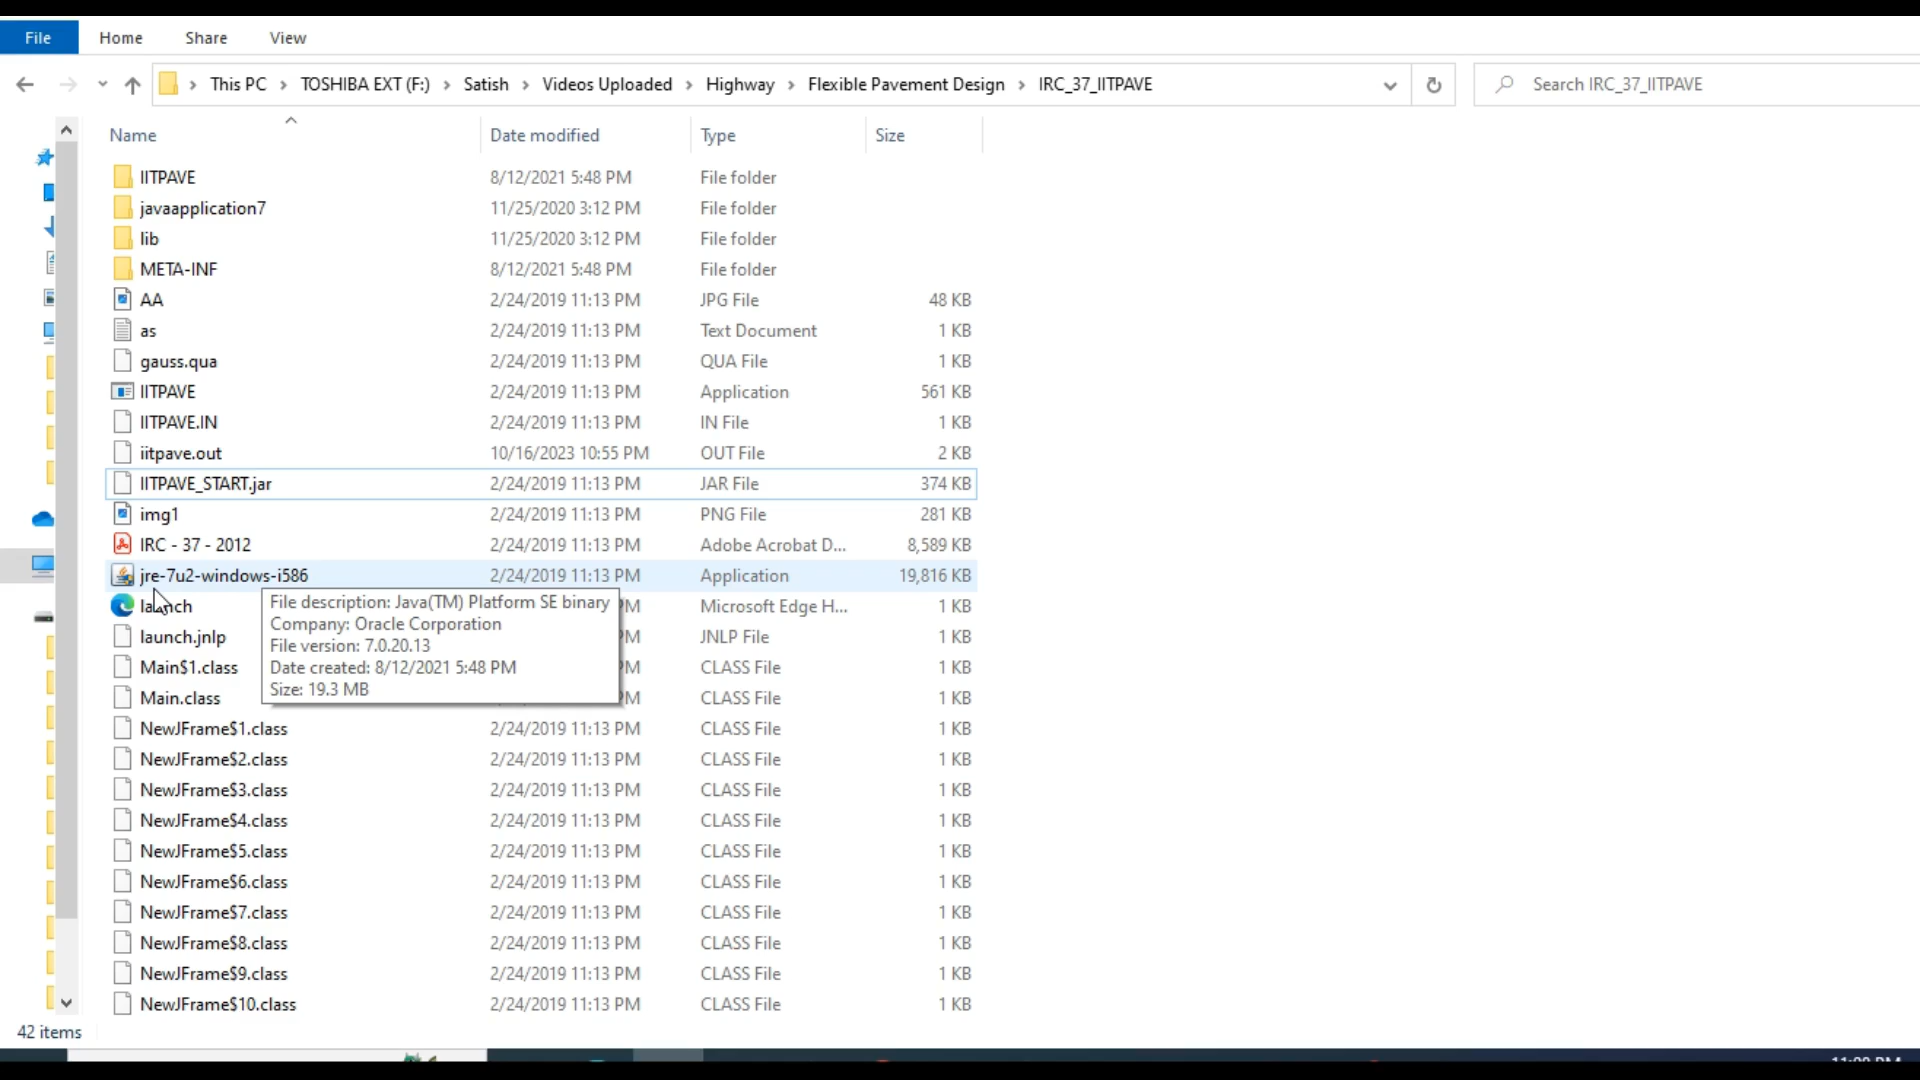 File Home Share View
This PC TOSHIBA EXT (F:) Satish Videos Uploaded Highway Flexible Pavement Design IRC_37_IITPAVE Search IRC_37_IITPAVE
Name Date modified Type Size
IITPAVE 8/12/2021 5:48 PM File folder
javaapplication7 11/25/2020 3:12 PM File folder
lib 11/25/2020 3:12 PM File folder
META-INF 8/12/2021 5:48 PM File folder
AA 2/24/2019 11:13 PM JPG File 48 KB
as 2/24/2019 11:13 PM Text Document 1 KB
gauss.qua 2/24/2019 11:13 PM QUA File 1 KB
IITPAVE 2/24/2019 11:13 PM Application 561 KB
IITPAVE.IN 2/24/2019 11:13 PM IN File 1 KB
iitpave.out 10/16/2023 10:55 PM OUT File 2 KB
IITPAVE_START.jar 2/24/2019 11:13 PM JAR File 374 KB
img1 2/24/2019 11:13 PM PNG File 281 KB
IRC - 37 - 2012 2/24/2019 11:13 PM Adobe Acrobat D... 8,589 KB
jre-7u2-windows-i586 2/24/2019 11:13 PM Application 19,816 KB
launch PM Microsoft Edge H... 1 KB
launch.jnlp PM JNLP File 1 KB
Main$1.class PM CLASS File 1 KB
Main.class PM CLASS File 1 KB
File description: Java(TM) Platform SE binary
Company: Oracle Corporation
File version: 7.0.20.13
Date created: 8/12/2021 5:48 PM
Size: 19.3 MB
NewJFrame$1.class 2/24/2019 11:13 PM CLASS File 1 KB
NewJFrame$2.class 2/24/2019 11:13 PM CLASS File 1 KB
NewJFrame$3.class 2/24/2019 11:13 PM CLASS File 1 KB
NewJFrame$4.class 2/24/2019 11:13 PM CLASS File 1 KB
NewJFrame$5.class 2/24/2019 11:13 PM CLASS File 1 KB
NewJFrame$6.class 2/24/2019 11:13 PM CLASS File 1 KB
NewJFrame$7.class 2/24/2019 11:13 PM CLASS File 1 KB
NewJFrame$8.class 2/24/2019 11:13 PM CLASS File 1 KB
NewJFrame$9.class 2/24/2019 11:13 PM CLASS File 1 KB
NewJFrame$10.class 2/24/2019 11:13 PM CLASS File 1 KB
42 items